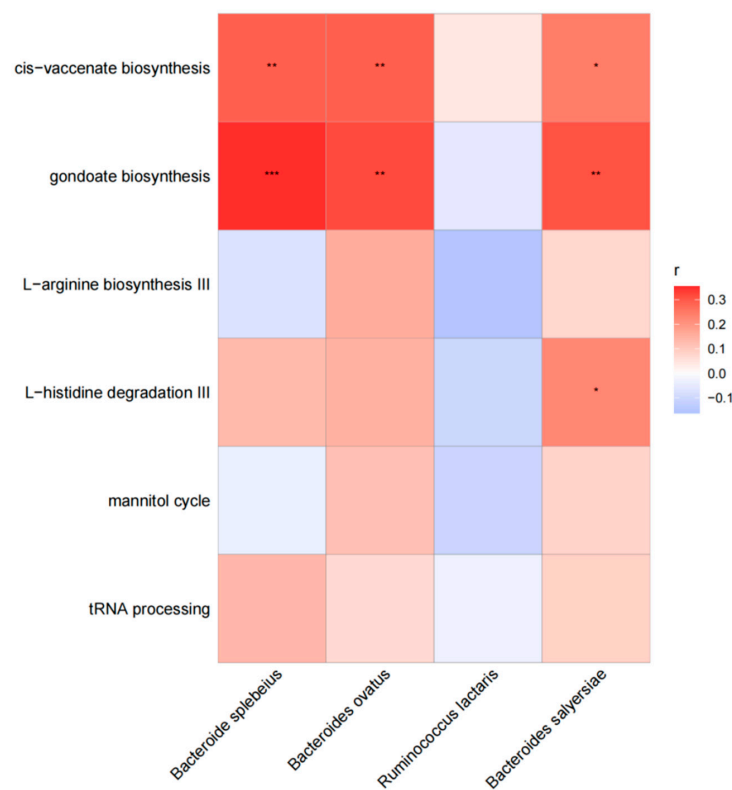 cis−vaccenate biosynthesis
** ** *
gondoate biosynthesis
*** ** **
L−arginine biosynthesis III
L−histidine degradation III
*
mannitol cycle
tRNA processing
r
0.3
0.2
0.1
0.0
−0.1
Bacteroide splebeius
Bacteroides ovatus
Ruminococcus lactaris
Bacteroides salyersiae